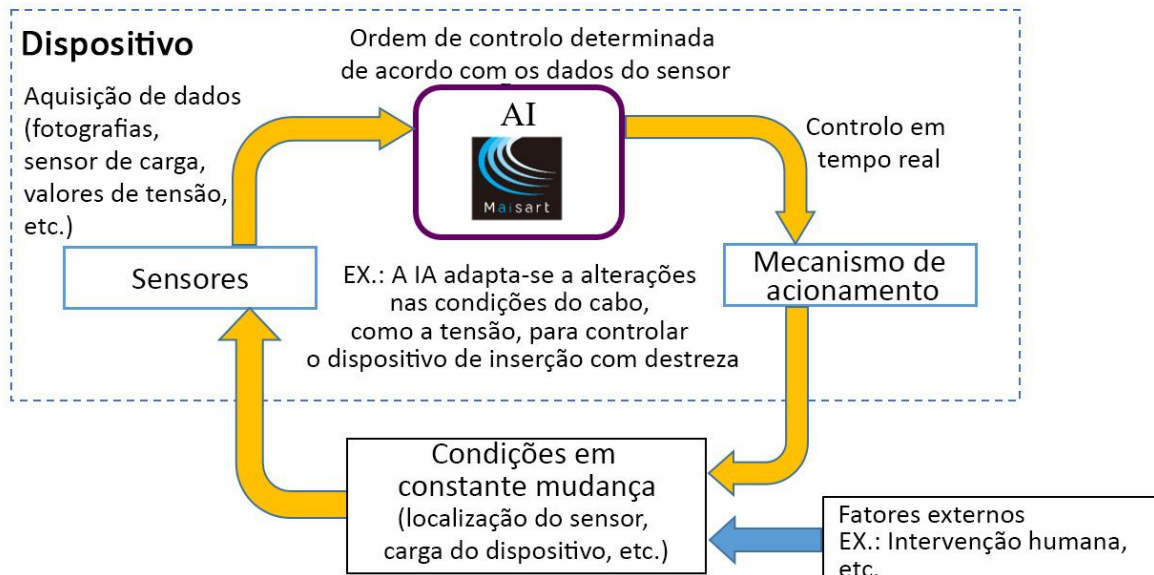 Dispositivo
Ordem de controlo determinada
de acordo com os dados do sensor
Aquisição de dados
(fotografias,
sensor de carga,
valores de tensão,
etc.)
AI
Maisart
Controlo em
tempo real
Sensores
EX.: A IA adapta-se a alterações
nas condições do cabo,
como a tensão, para controlar
o dispositivo de inserção com destreza
Mecanismo de
acionamento
Condições em
constante mudança
(localização do sensor,
carga do dispositivo, etc.)
Fatores externos
EX.: Intervenção humana,
etc.